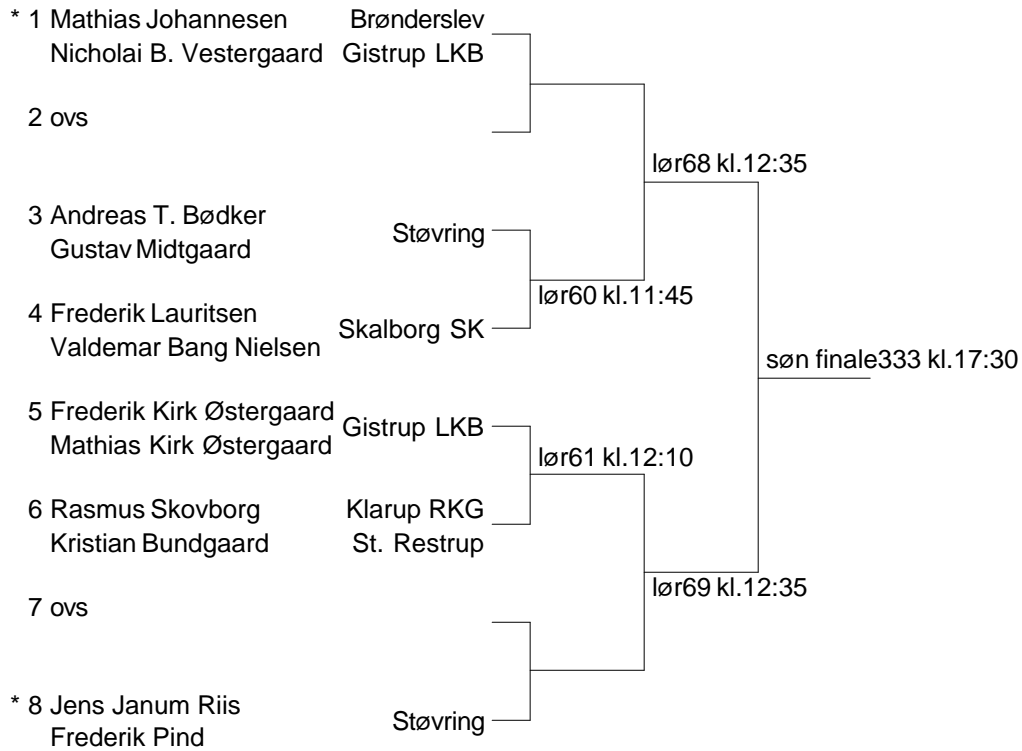 * 1 Mathias Johannesen Brønderslev
Nicholai B. Vestergaard Gistrup LKB
2 ovs
lør68 kl.12:35
3 Andreas T. Bødker
Støvring
Gustav Midtgaard
lør60 kl.11:45
4 Frederik Lauritsen
Skalborg SK
Valdemar Bang Nielsen
søn finale333 kl.17:30
5 Frederik Kirk Østergaard
Gistrup LKB
Mathias Kirk Østergaard
lør61 kl.12:10
6 Rasmus Skovborg Klarup RKG
Kristian Bundgaard St. Restrup
lør69 kl.12:35
7 ovs
* 8 Jens Janum Riis
Støvring
Frederik Pind